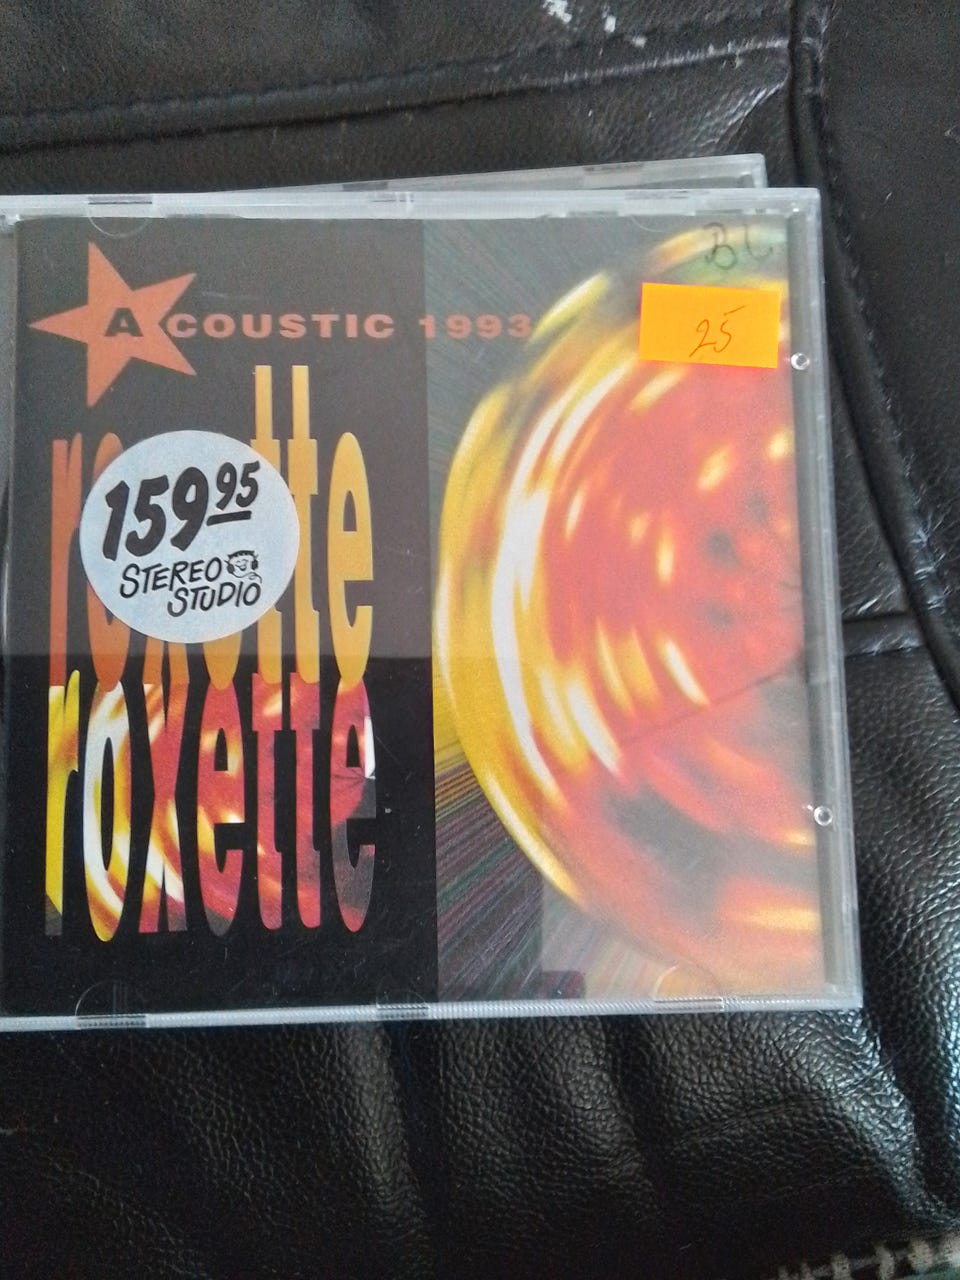 ACOUSTIC 1993
BC
25
roxette
159.95
STEREO
STUDIO
roxette